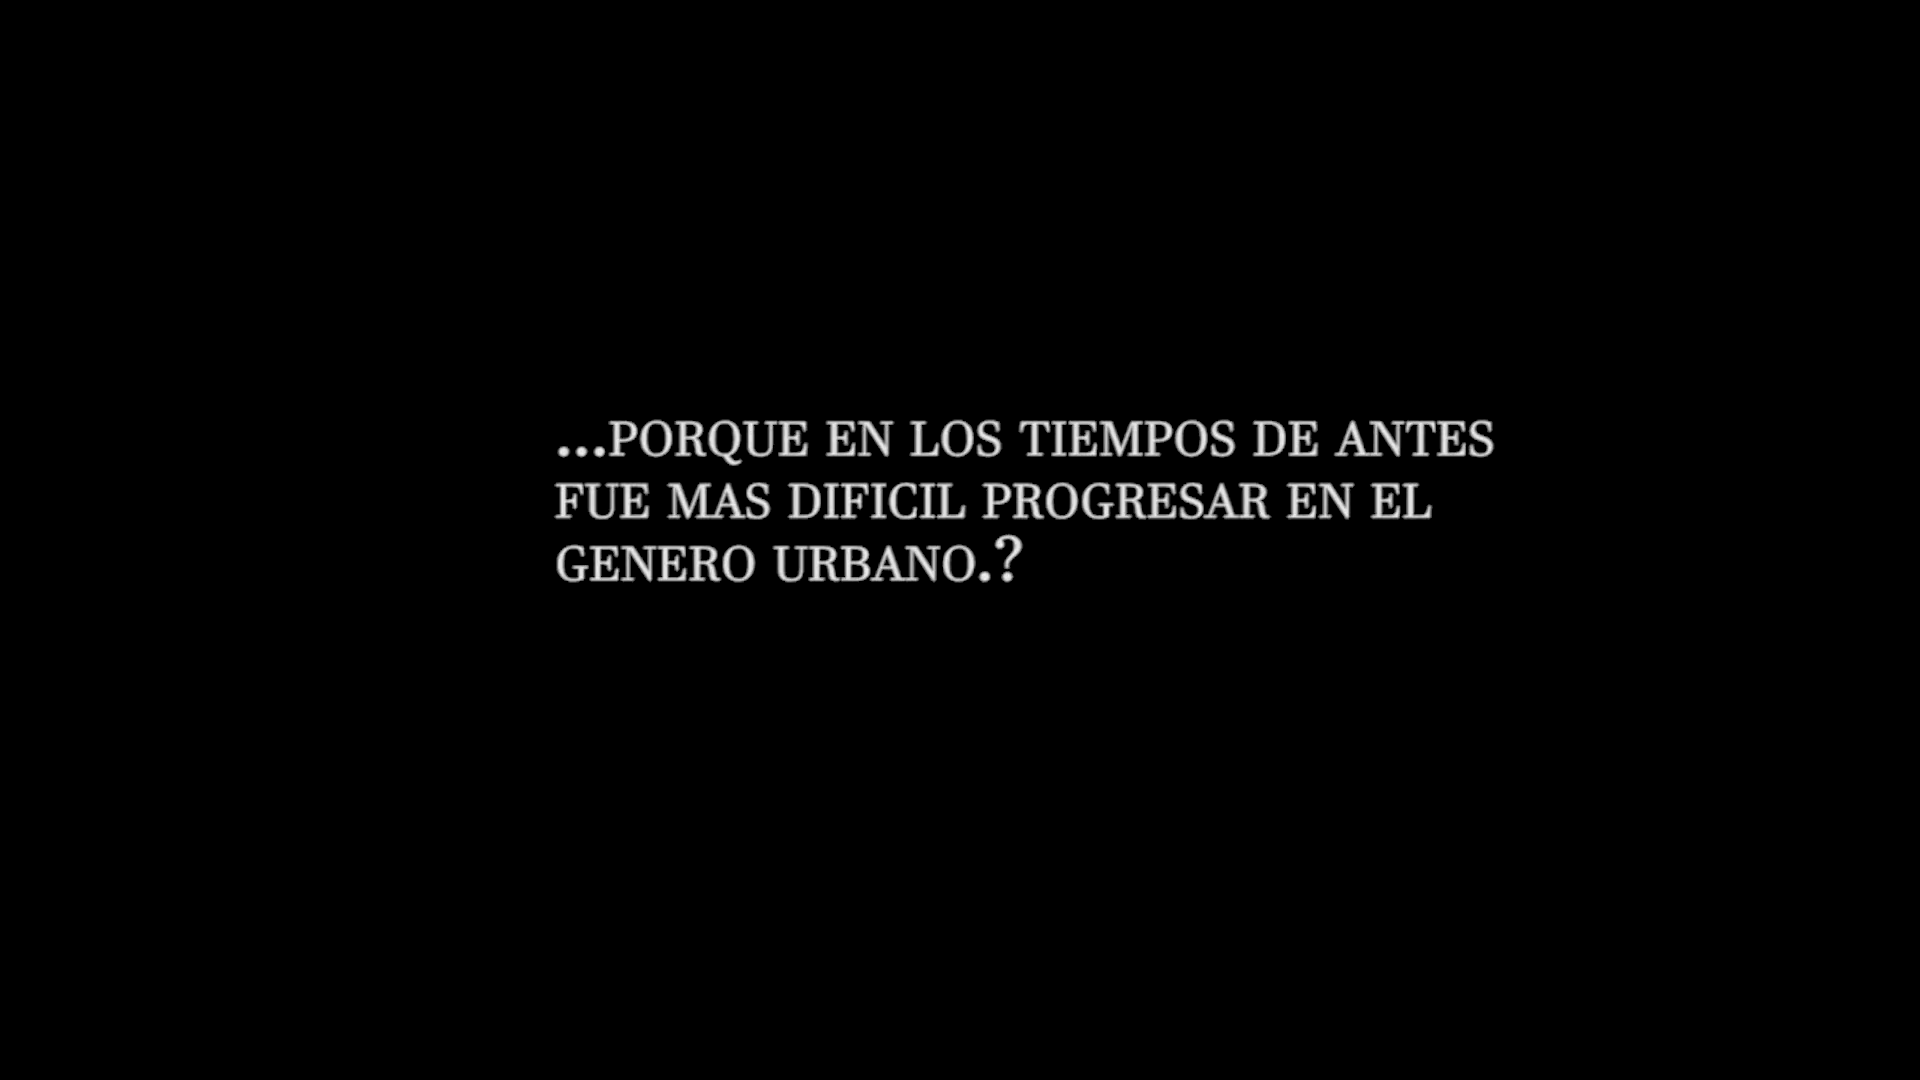 ...PORQUE EN LOS TIEMPOS DE ANTES
FUE MAS DIFICIL PROGRESAR EN EL
GENERO URBANO.?